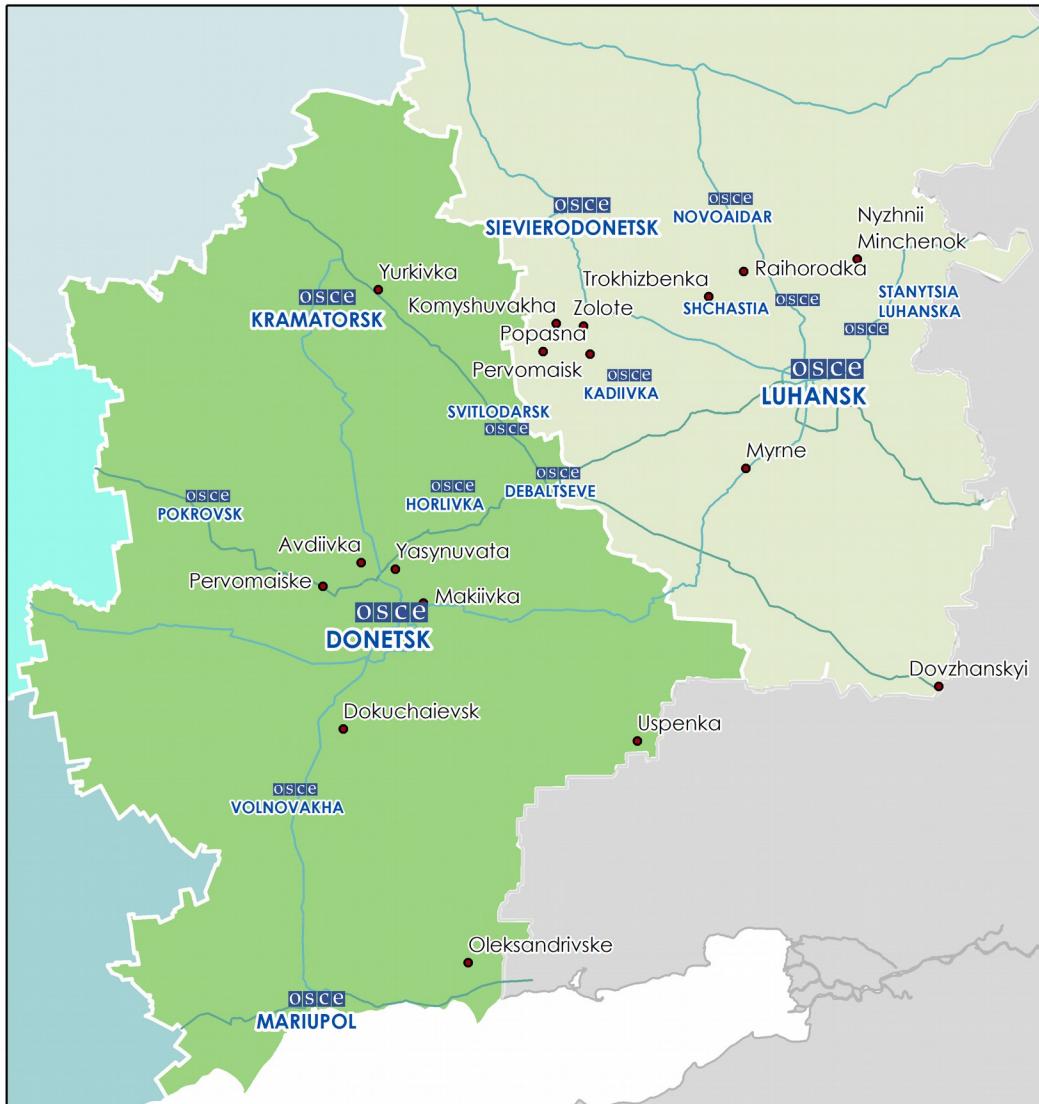 osce
SIEVIERODONETSK
osce
NOVOAIDAR
Nyzhnii
Minchenok
Yurkivka
osce
KRAMATORSK
Trokhizbenka
Raihorodka
SHCHASTIA
osce
STANYTSIA
LUHANSKA
osce
Komyshuvakha
Zolote
Popasna
Pervomaisk
osce
KADIIVKA
osce
LUHANSK
SVITLODARSK
osce
Myrne
osce
DEBALTSEVE
osce
HORLIVKA
osce
POKROVSK
Avdiivka
Yasynuvata
Pervomaiske
Makiivka
osce
DONETSK
Dovzhanskyi
Dokuchaievsk
Uspenka
osce
VOLNOVAKHA
Oleksandrivske
osce
MARIUPOL